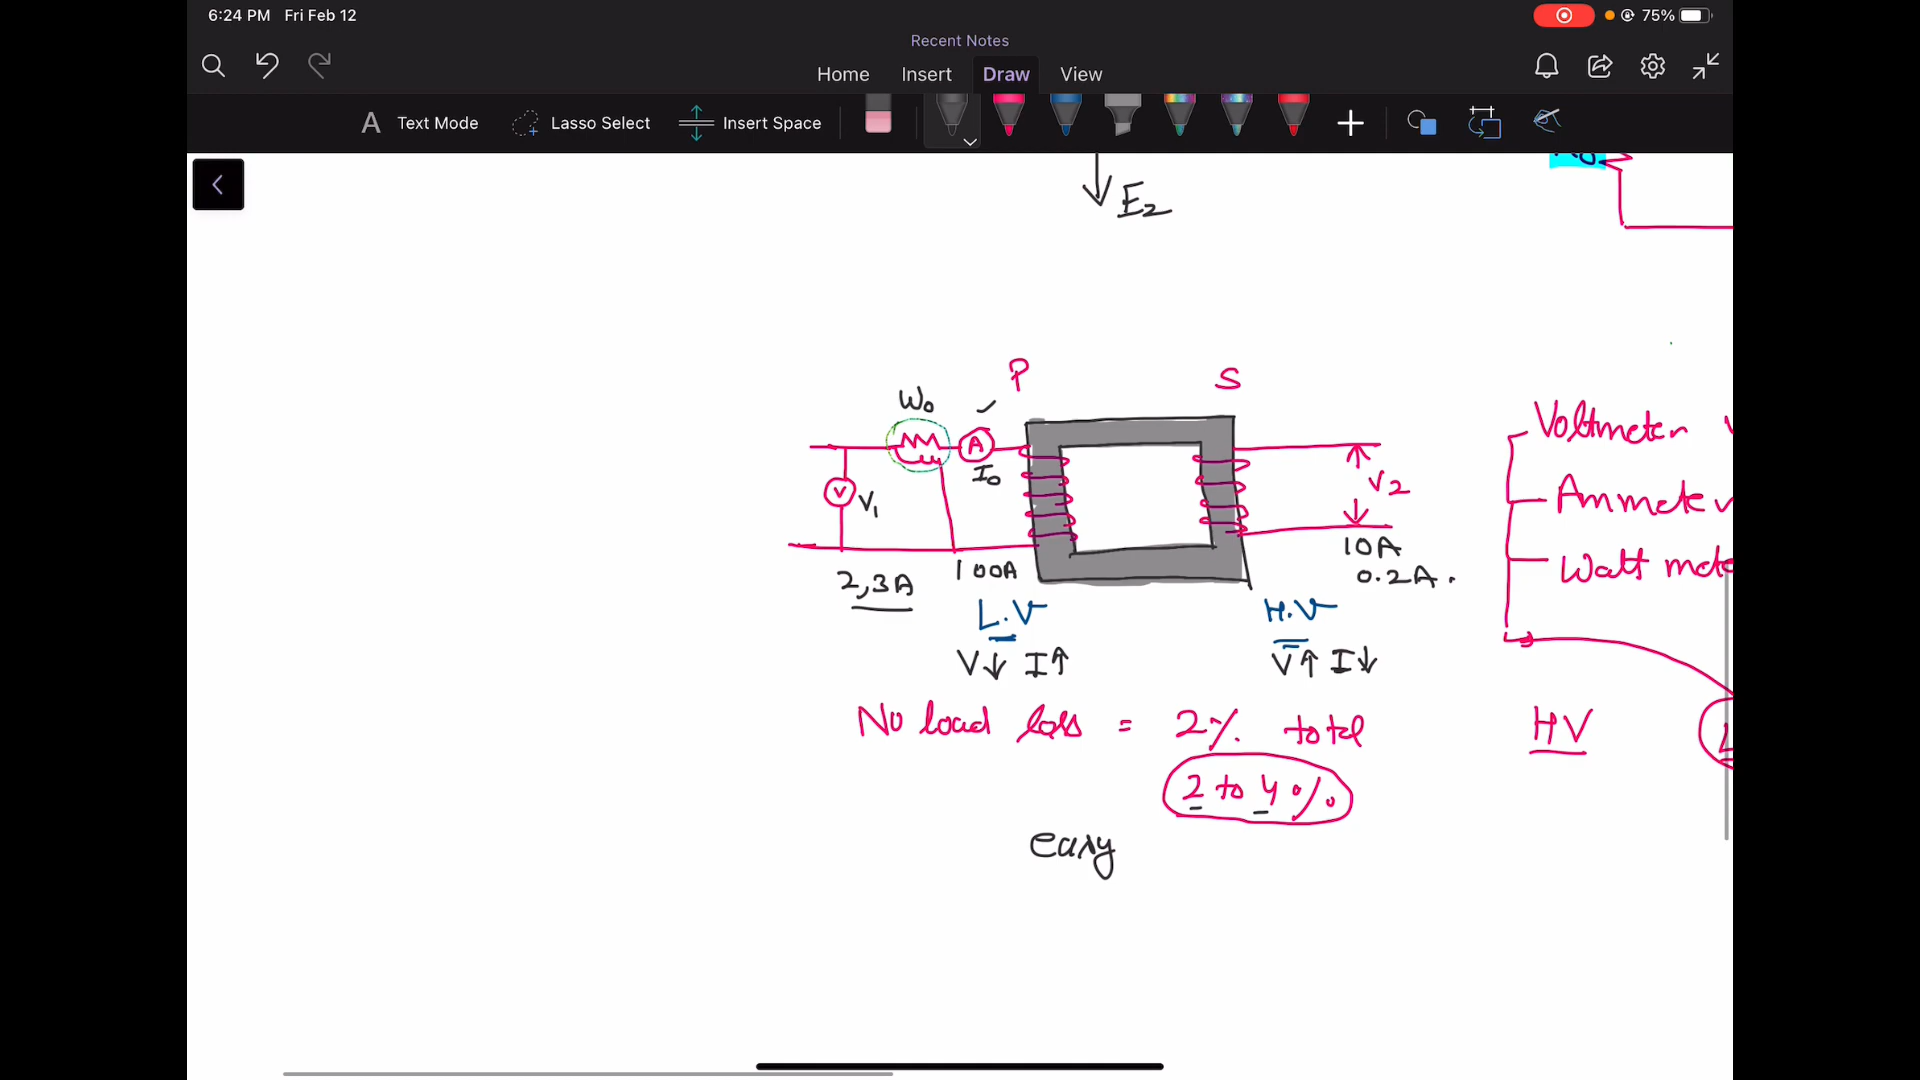 6:24 PM Fri Feb 12
75%
Recent Notes
Home Insert Draw View
A Text Mode Lasso Select Insert Space
E2
P S
W0
A
I0
V V1
V2
2,3A 100A
10A
0.2A.
L.V H.V
V↓ I↑ V↑ I↓
No load loss = 2% total
2 to 4%
easy
Voltmeter
Ammeter
Watt mete
HV